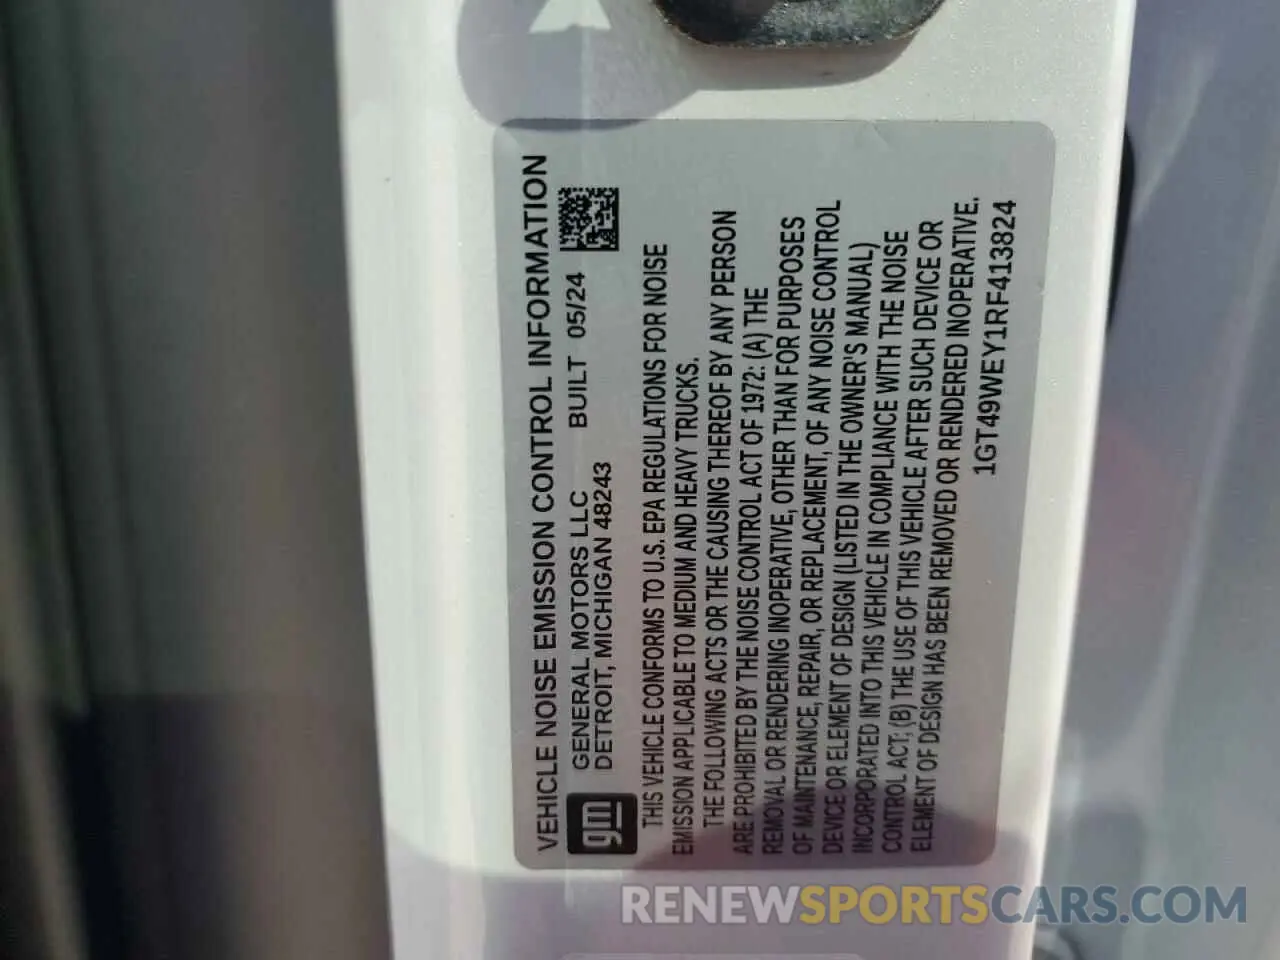 VEHICLE NOISE EMISSION CONTROL INFORMATION
gm
GENERAL MOTORS LLC BUILT 05/24
DETROIT, MICHIGAN 48243
THIS VEHICLE CONFORMS TO U.S. EPA REGULATIONS FOR NOISE
EMISSION APPLICABLE TO MEDIUM AND HEAVY TRUCKS.
THE FOLLOWING ACTS OR THE CAUSING THEREOF BY ANY PERSON
ARE PROHIBITED BY THE NOISE CONTROL ACT OF 1972: (A) THE
REMOVAL OR RENDERING INOPERATIVE, OTHER THAN FOR PURPOSES
OF MAINTENANCE, REPAIR, OR REPLACEMENT, OF ANY NOISE CONTROL
DEVICE OR ELEMENT OF DESIGN (LISTED IN THE OWNER'S MANUAL)
INCORPORATED INTO THIS VEHICLE IN COMPLIANCE WITH THE NOISE
CONTROL ACT; (B) THE USE OF THIS VEHICLE AFTER SUCH DEVICE OR
ELEMENT OF DESIGN HAS BEEN REMOVED OR RENDERED INOPERATIVE.
1GT49WEY1RF413824
RENEWSPORTSCARS.COM